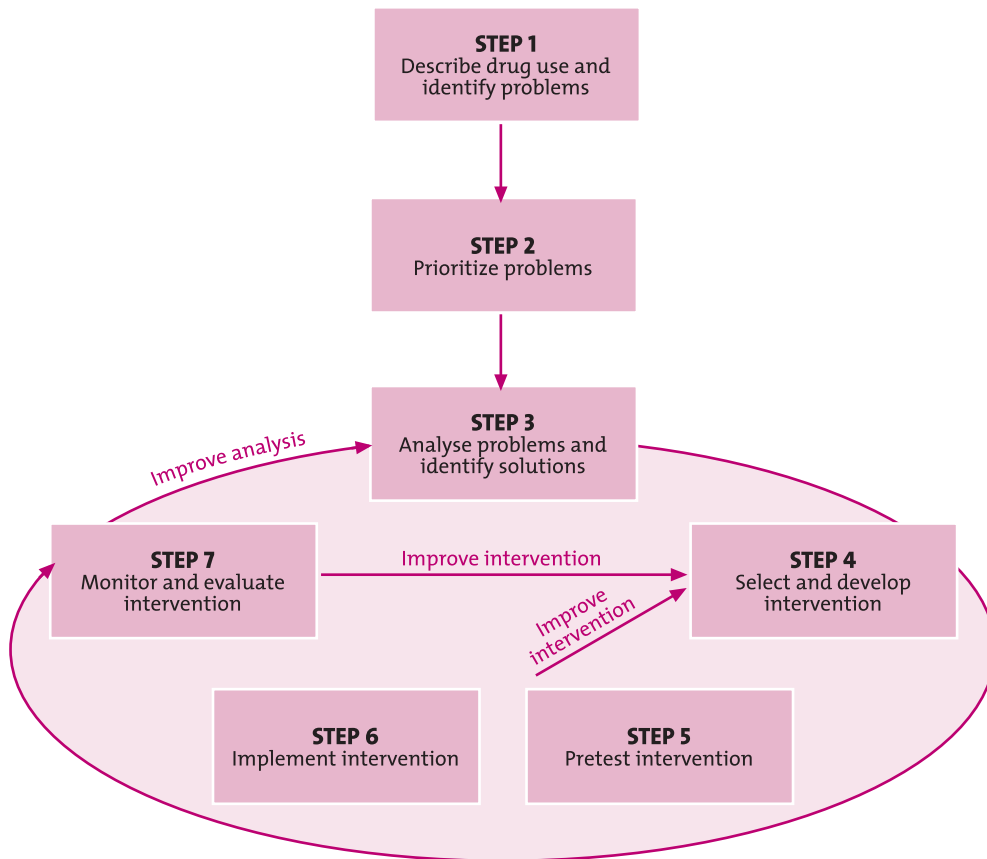 STEP 1
Describe drug use and
identify problems
STEP 2
Prioritize problems
STEP 3
Analyse problems and
identify solutions
Improve analysis
STEP 7
Monitor and evaluate
intervention
Improve intervention
STEP 4
Select and develop
intervention
Improve
intervention
STEP 6
Implement intervention
STEP 5
Pretest intervention